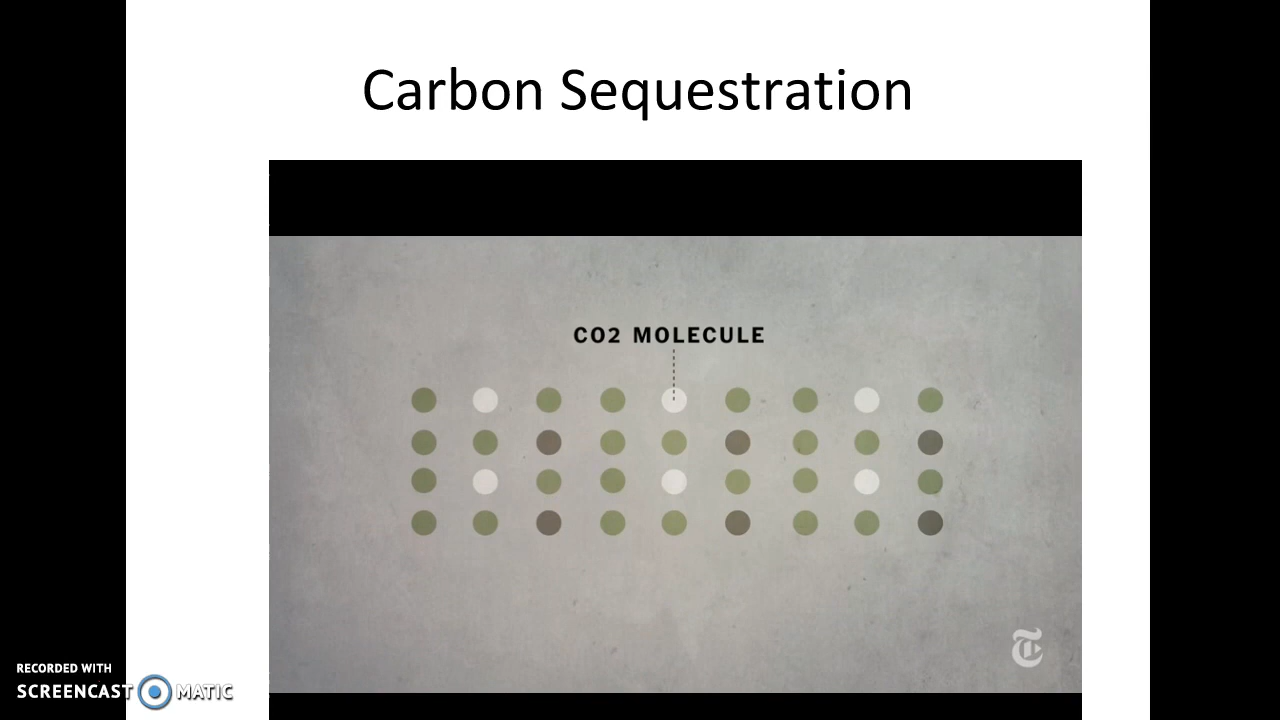 Carbon Sequestration
CO2 MOLECULE
RECORDED WITH
SCREENCAST MATIC